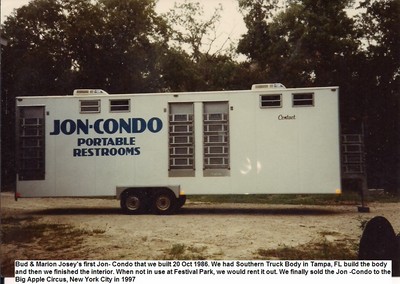 JON-CONDO
PORTABLE
RESTROOMS
Contact
Bud & Marion Josey's first Jon- Condo that we built 20 Oct 1986. We had Southern Truck Body in Tampa, FL build the body
and then we finished the interior. When not in use at Festival Park, we would rent it out. We finally sold the Jon -Condo to the
Big Apple Circus, New York City in 1997